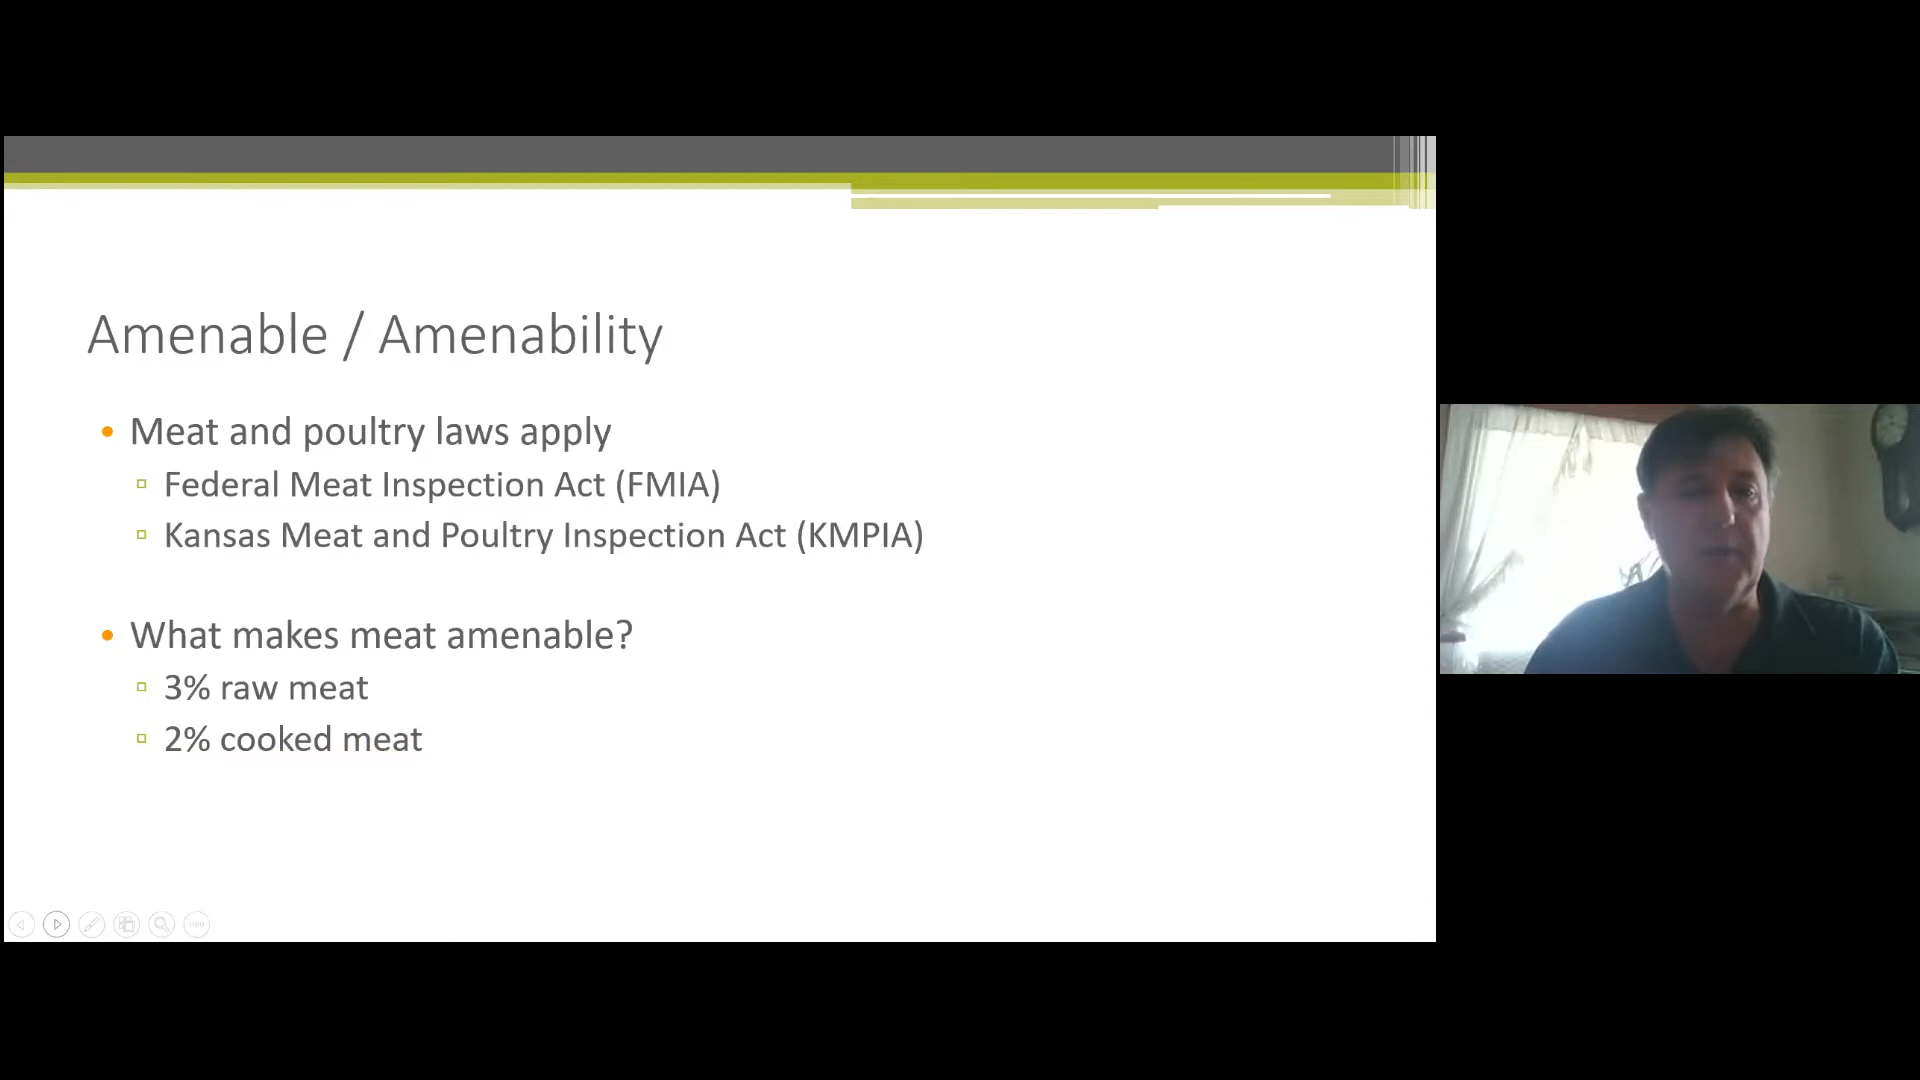 Amenable / Amenability
Meat and poultry laws apply
Federal Meat Inspection Act (FMIA)
Kansas Meat and Poultry Inspection Act (KMPIA)
What makes meat amenable?
3% raw meat
2% cooked meat